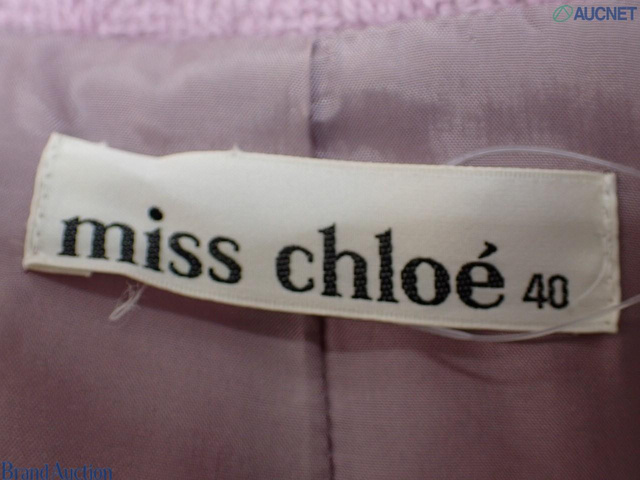 AUCNET
miss chloé 40
Brand Auction